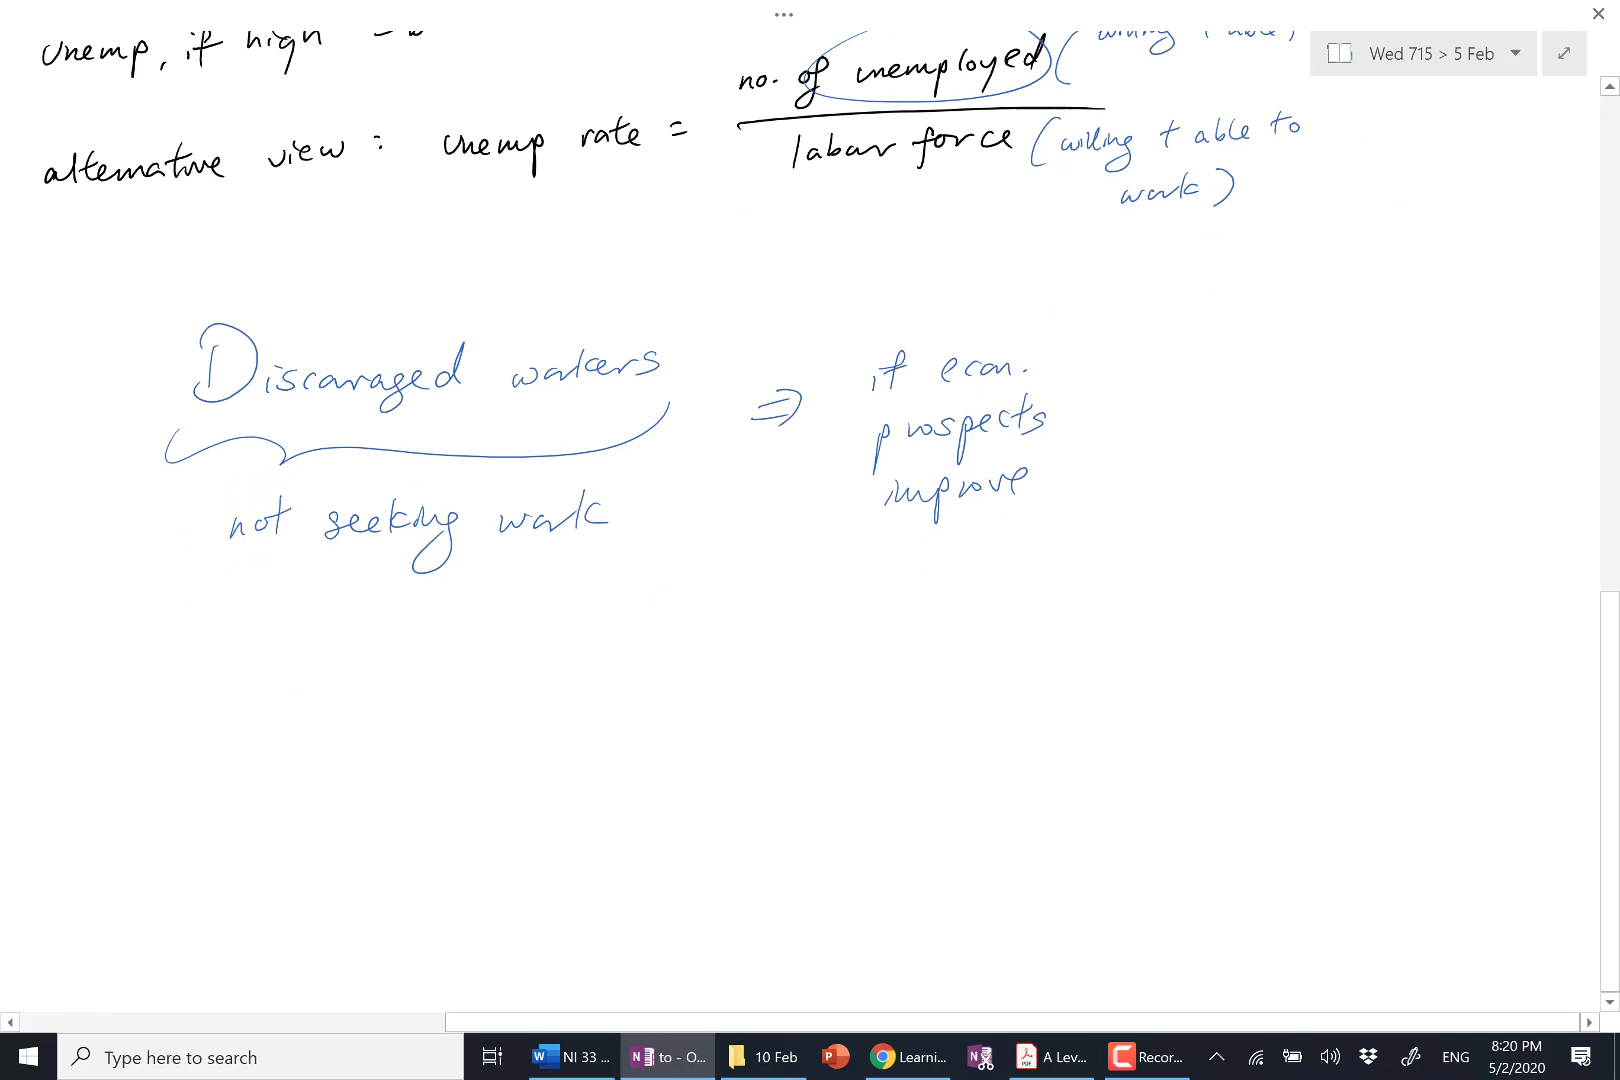 Unemp, if high
no. of unemployed (willing + able)
Wed 715 > 5 Feb
alternative view : unemp rate =
labour force (willing + able to
work)
Discouraged workers
⇒
if econ.
prospects
improve
not seeking work
Type here to search
NI 33 ...
to - O...
10 Feb
Learni...
A Lev...
Recor...
ENG
8:20 PM
5/2/2020